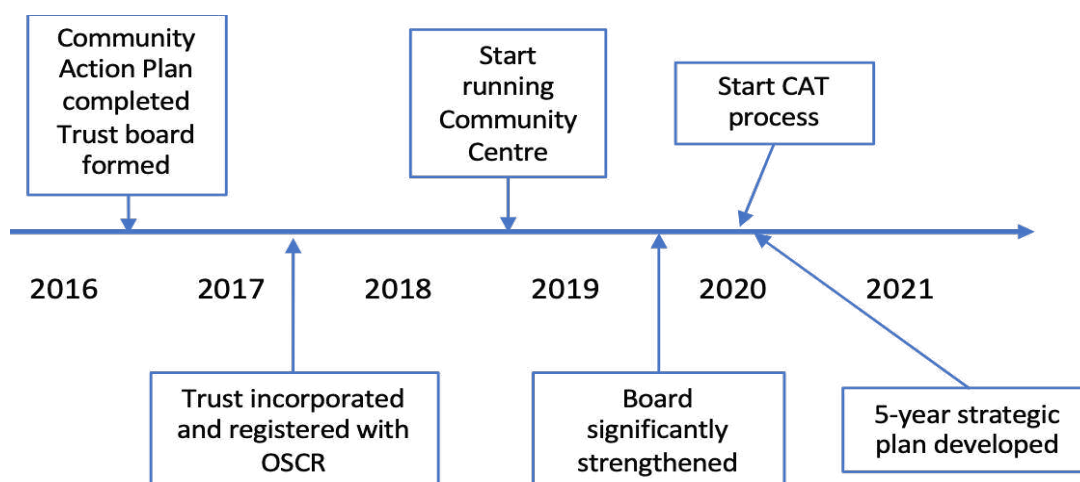 Community
Action Plan
completed
Trust board
formed
Start
running
Community
Centre
Start CAT
process
2016
2017
2018
2019
2020
2021
Trust incorporated
and registered with
OSCR
Board
significantly
strengthened
5-year strategic
plan developed